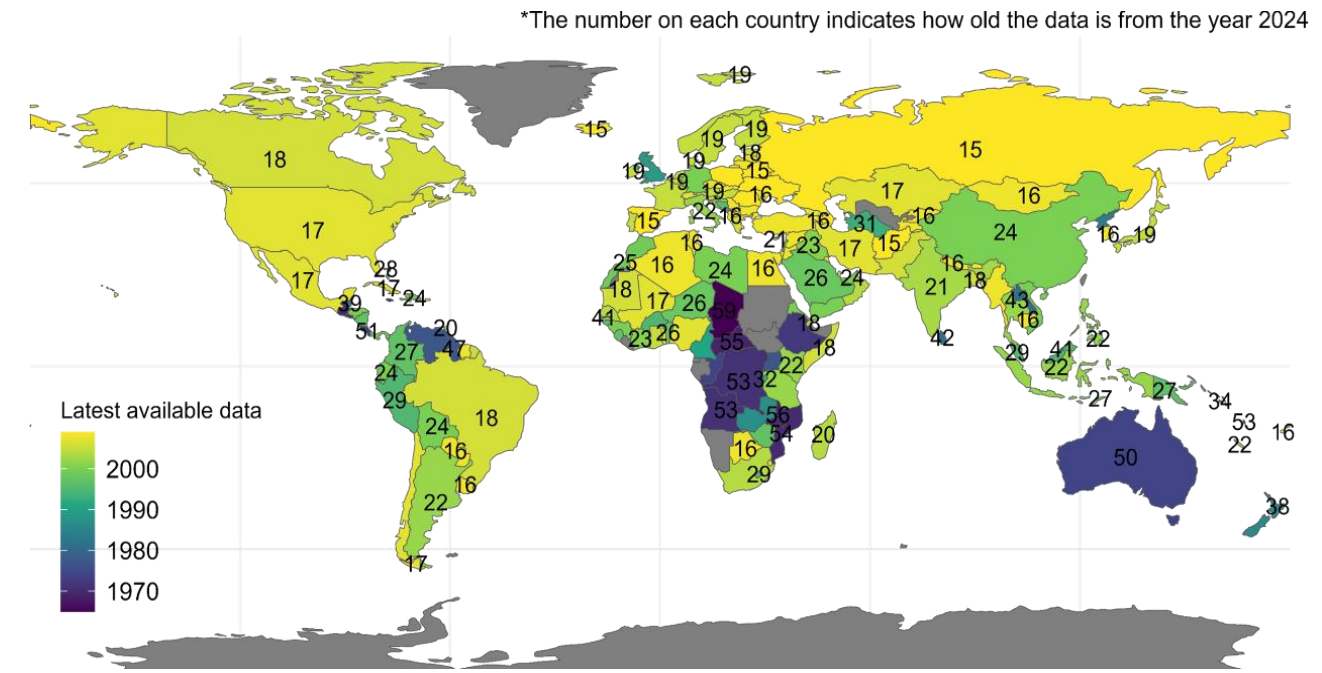 *The number on each country indicates how old the data is from the year 2024
19
15
19 19
18
19 19 18
15
15
19 19
17 16
16
15 22 16 16 31 16
24 16 19
16 21 23 17 15
25 16 24 16 26 24 16
28
17
17 18 17 26 21 18
39 24
59 43
41 23 26 18 16
51 20 55 18 42 22
27 47 22 29 41
24 53 32 22
29 53 56 27 27 34
18 24 54 53
16 16 20 22 16
29 50
16
22 38
17
Latest available data
2000
1990
1980
1970